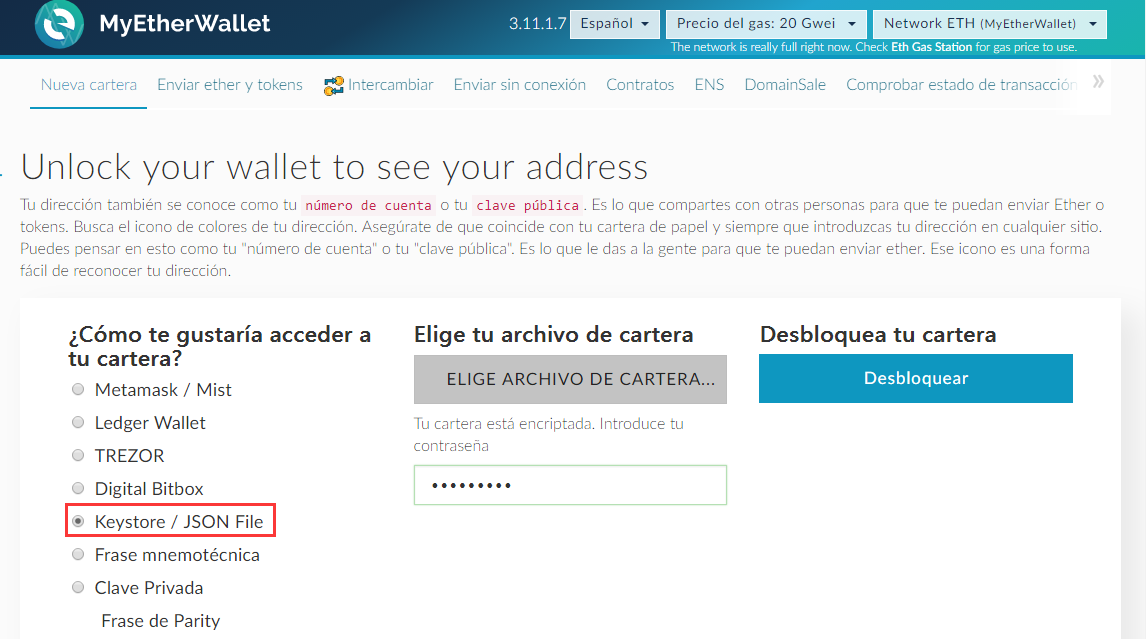 MyEtherWallet
3.11.1.7 Español Precio del gas: 20 Gwei Network ETH (MyEtherWallet)
The network is really full right now. Check Eth Gas Station for gas price to use.
Nueva cartera Enviar ether y tokens Intercambiar Enviar sin conexión Contratos ENS DomainSale Comprobar estado de transacción »
Unlock your wallet to see your address
Tu dirección también se conoce como tu número de cuenta o tu clave pública. Es lo que compartes con otras personas para que te puedan enviar Ether o
tokens. Busca el icono de colores de tu dirección. Asegúrate de que coincide con tu cartera de papel y siempre que introduzcas tu dirección en cualquier sitio.
Puedes pensar en esto como tu "número de cuenta" o tu "clave pública". Es lo que le das a la gente para que te puedan enviar ether. Ese icono es una forma
fácil de reconocer tu dirección.
¿Cómo te gustaría acceder a
tu cartera?
Metamask / Mist
Ledger Wallet
TREZOR
Digital Bitbox
Keystore / JSON File
Frase mnemotécnica
Clave Privada
Frase de Parity
Elige tu archivo de cartera
ELIGE ARCHIVO DE CARTERA...
Tu cartera está encriptada. Introduce tu
contraseña
•••••••••
Desbloquea tu cartera
Desbloquear